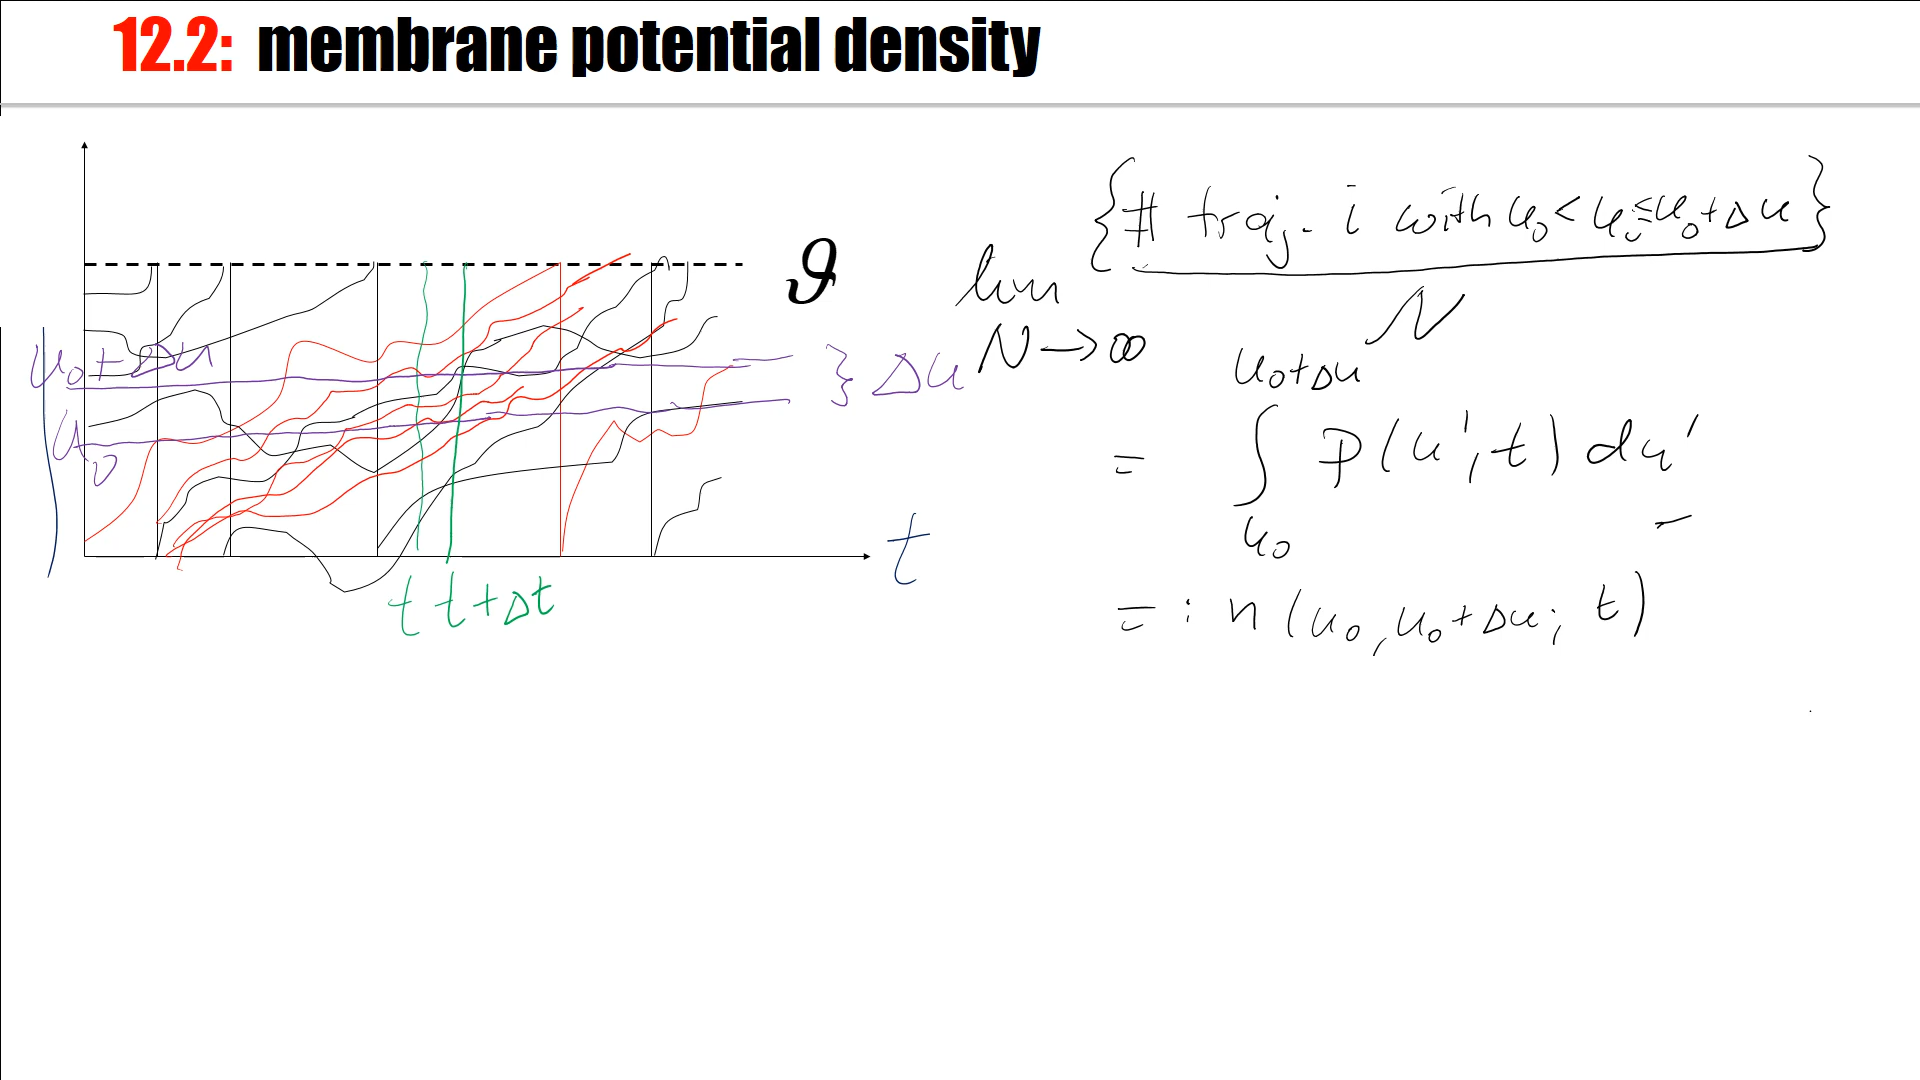 12.2: membrane potential density
{# traj. i with u₀ < uᵢ ≤ u₀ + Δu}
lim
N→∞
N
ϑ
u₀ + Δu
} Δu
u₀
u₀+Δu
= ∫ p(u', t) du'
u₀
t
t t+Δt
=: n(u₀, u₀+Δu; t)